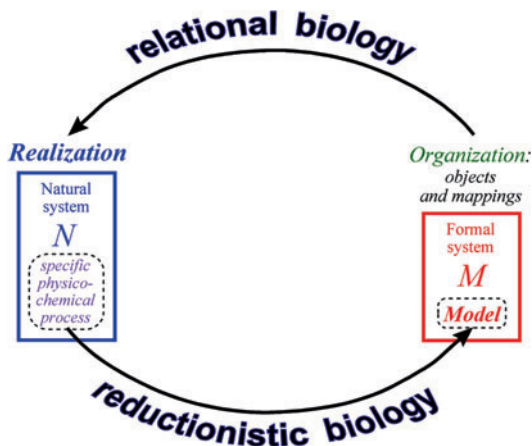 relational biology
Realization
Natural
system
N
specific
physico-
chemical
process
Organization:
objects
and mappings
Formal
system
M
Model
reductionistic biology